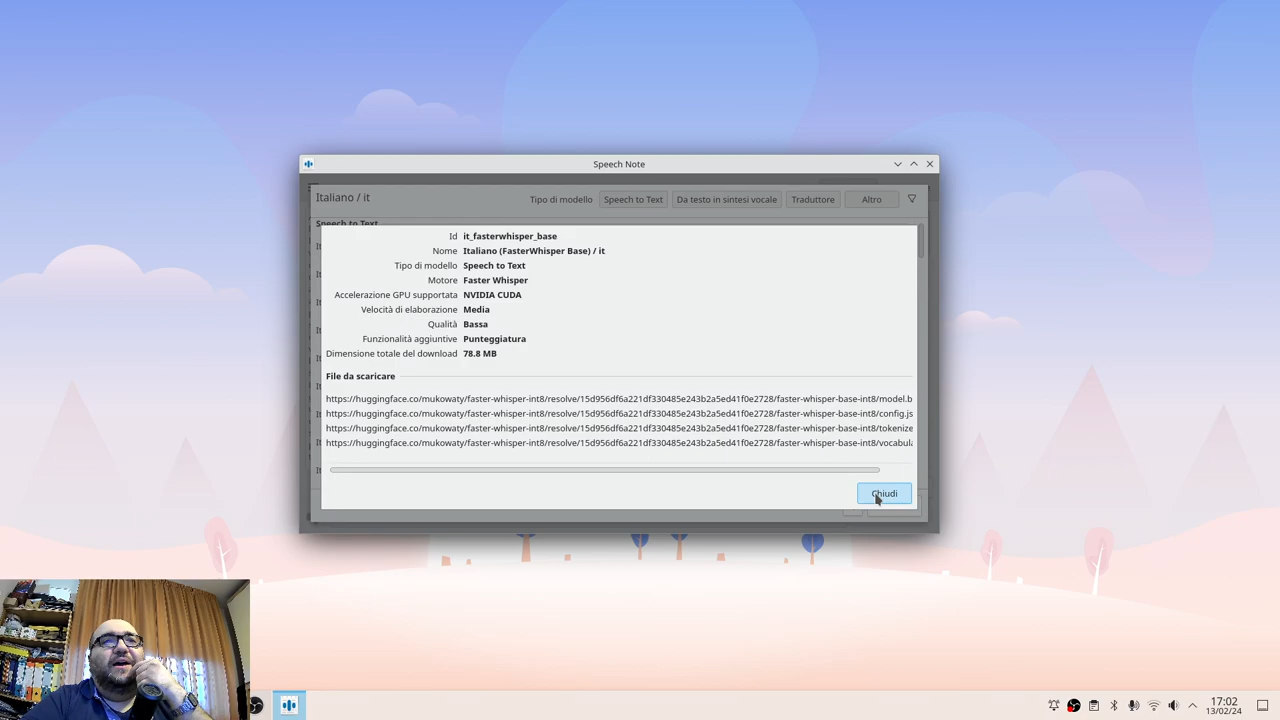 Speech Note
Italiano / it
Tipo di modello
Speech to Text
Da testo in sintesi vocale
Traduttore
Altro
Speech to Text
Id it_fasterwhisper_base
Nome Italiano (FasterWhisper Base) / it
Tipo di modello Speech to Text
Motore Faster Whisper
Accelerazione GPU supportata NVIDIA CUDA
Velocità di elaborazione Media
Qualità Bassa
Funzionalità aggiuntive Punteggiatura
Dimensione totale del download 78.8 MB
File da scaricare
https://huggingface.co/mukowaty/faster-whisper-int8/resolve/15d956df6a221df330485e243b2a5ed41f0e2728/faster-whisper-base-int8/model.b
https://huggingface.co/mukowaty/faster-whisper-int8/resolve/15d956df6a221df330485e243b2a5ed41f0e2728/faster-whisper-base-int8/config.js
https://huggingface.co/mukowaty/faster-whisper-int8/resolve/15d956df6a221df330485e243b2a5ed41f0e2728/faster-whisper-base-int8/tokenize
https://huggingface.co/mukowaty/faster-whisper-int8/resolve/15d956df6a221df330485e243b2a5ed41f0e2728/faster-whisper-base-int8/vocabula
Chiudi
17:02
13/02/24